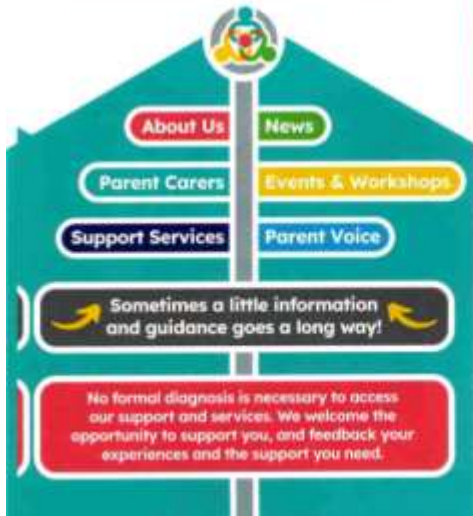 About Us
News
Parent Carers
Events & Workshops
Support Services
Parent Voice
Sometimes a little information
and guidance goes a long way!
No formal diagnosis is necessary to access
our support and services. We welcome the
opportunity to support you, and feedback your
experiences and the support you need.